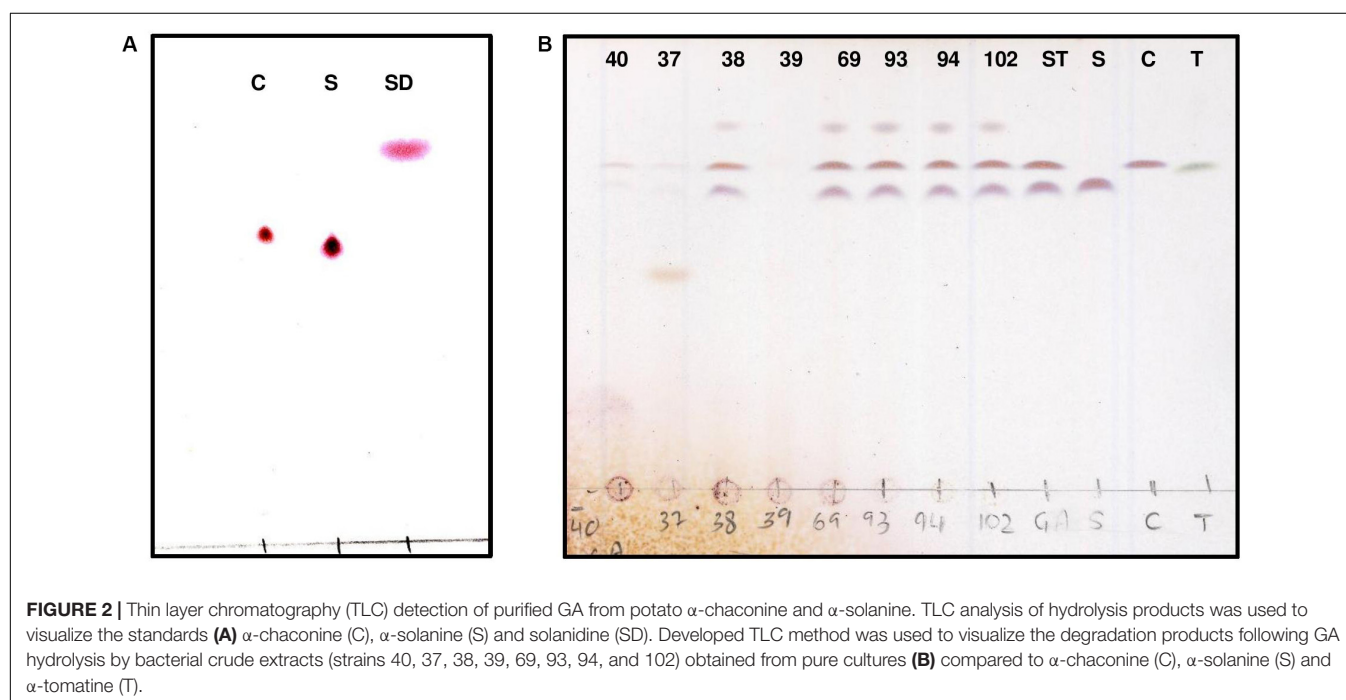 A
C S SD
B
40 37 38 39 69 93 94 102 ST S C T
40 37 38 39 69 93 94 102 GA S C T
FIGURE 2 | Thin layer chromatography (TLC) detection of purified GA from potato α-chaconine and α-solanine. TLC analysis of hydrolysis products was used to
visualize the standards (A) α-chaconine (C), α-solanine (S) and solanidine (SD). Developed TLC method was used to visualize the degradation products following GA
hydrolysis by bacterial crude extracts (strains 40, 37, 38, 39, 69, 93, 94, and 102) obtained from pure cultures (B) compared to α-chaconine (C), α-solanine (S) and
α-tomatine (T).